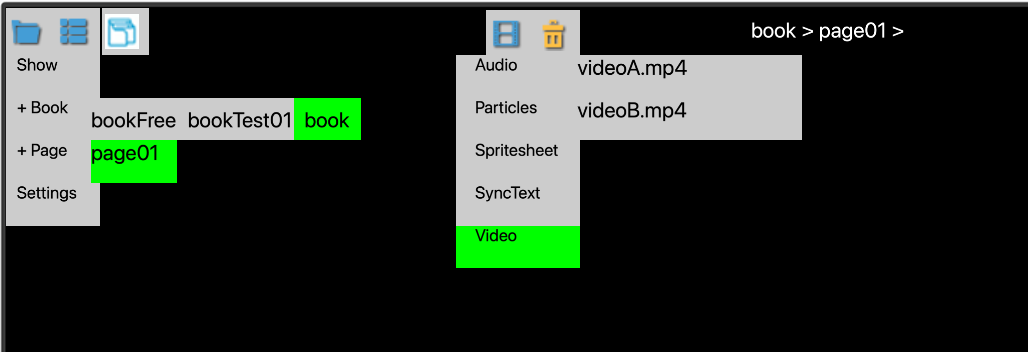 book > page01 >
Show
+ Book
bookFree bookTest01 book
+ Page
page01
Settings
Audio
Particles
Spritesheet
SyncText
Video
videoA.mp4
videoB.mp4